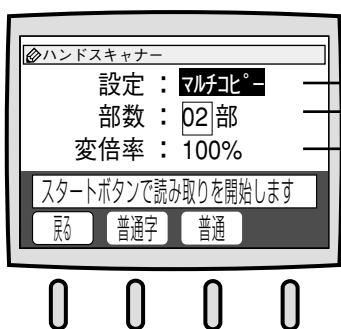 ハンドスキャナー
設定 : マルチコピー
部数 : 02部
変倍率 : 100%
スタートボタンで読み取りを開始します
戻る 普通字 普通